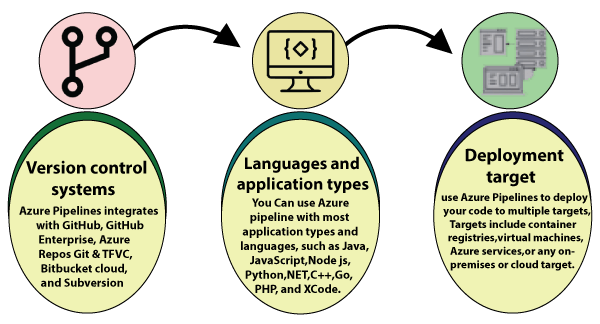 Version control
systems
Azure Pipelines integrates
with GitHub, GitHub
Enterprise, Azure
Repos Git & TFVC,
Bitbucket cloud,
and Subversion
Languages and
application types
You Can use Azure
pipeline with most
application types and
languages, such as Java,
JavaScript,Node js,
Python,NET,C++,Go,
PHP, and XCode.
Deployment
target
use Azure Pipelines to deploy
your code to multiple targets,
Targets include container
registries,virtual machines,
Azure services,or any on-
premises or cloud target.